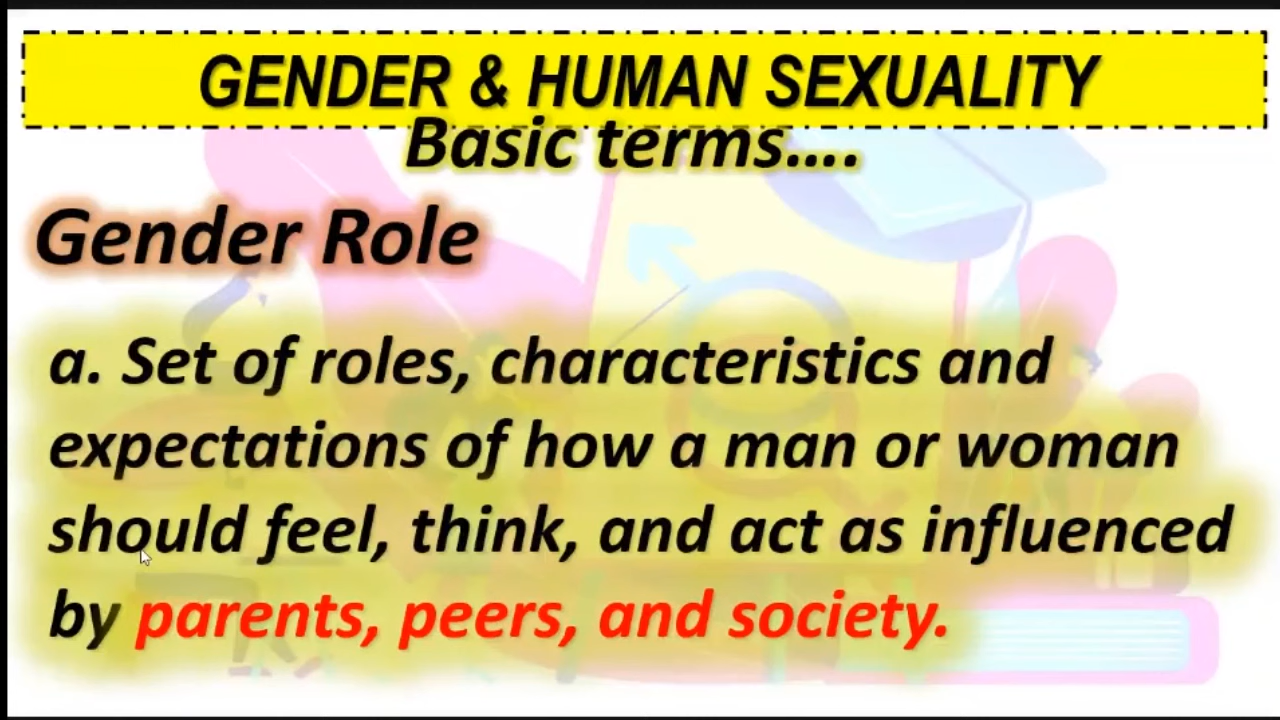 GENDER & HUMAN SEXUALITY
Basic terms....
Gender Role
a. Set of roles, characteristics and
expectations of how a man or woman
should feel, think, and act as influenced
by parents, peers, and society.